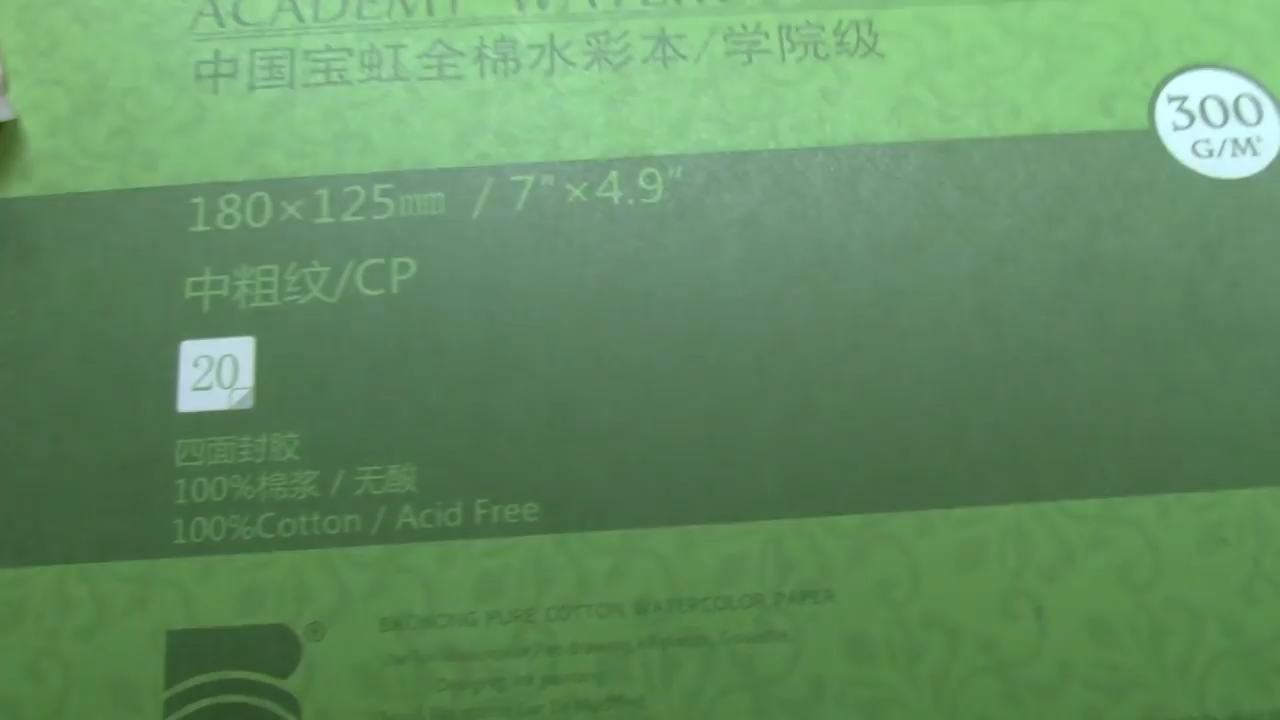 ACADEMY WATER
中国宝虹全棉水彩本/学院级
300
G/M²
180×125mm / 7"×4.9"
中粗纹/CP
20
四面封胶
100%棉浆 / 无酸
100%Cotton / Acid Free
®
BAOHONG PURE COTTON WATERCOLOR PAPER